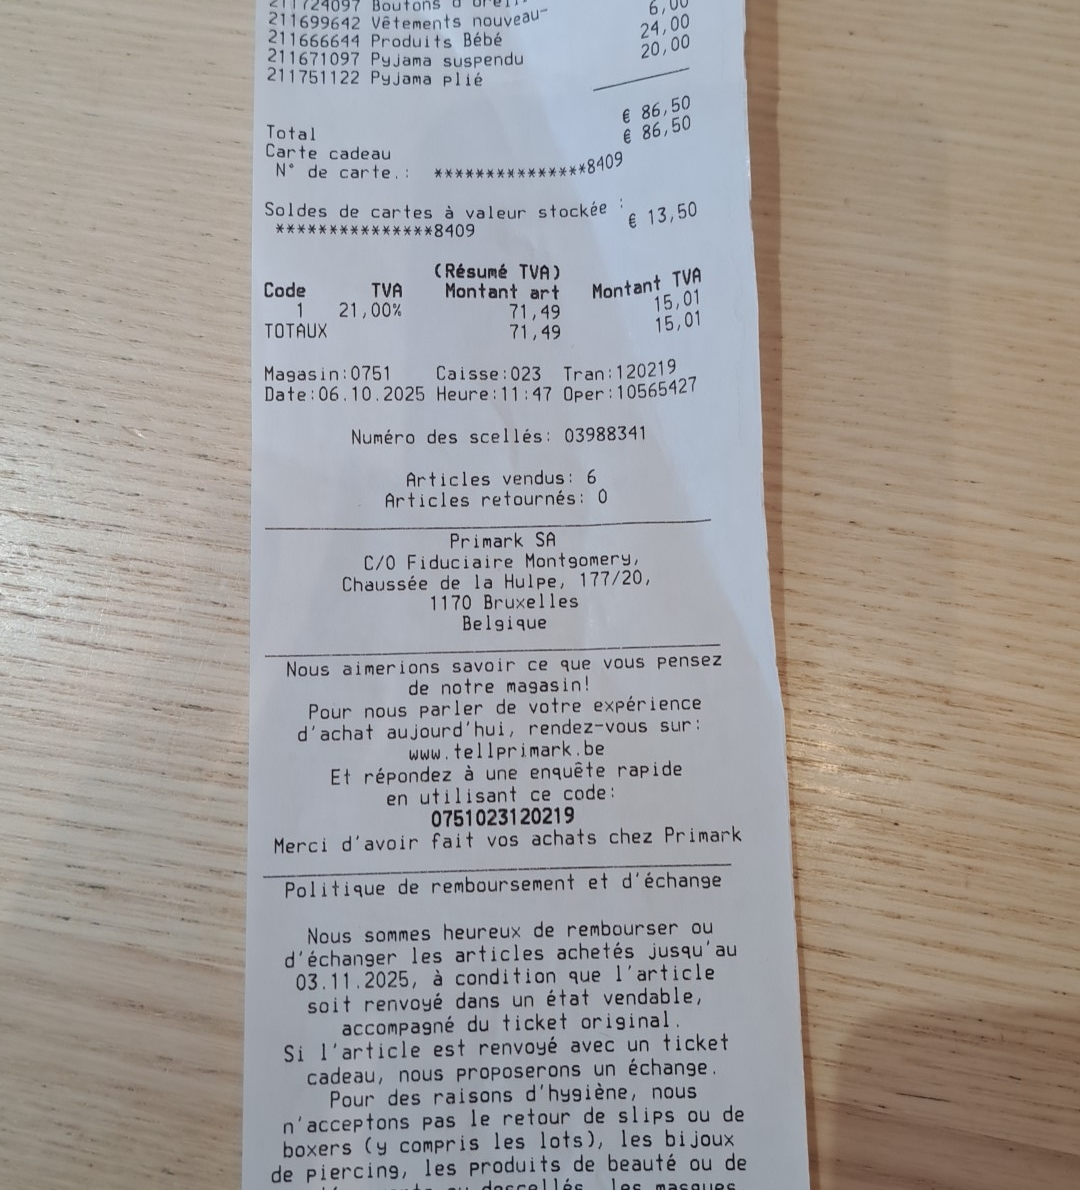 211724097 Boutons d'orei
211699642 Vêtements nouveau-
211666644 Produits Bébé 6,00
211671097 Pyjama suspendu 24,00
211751122 Pyjama plié 20,00
Total € 86,50
Carte cadeau € 86,50
N° de carte.: ***************8409
Soldes de cartes à valeur stockée :
***************8409 € 13,50
(Résumé TVA)
Code TVA Montant art Montant TVA
1 21,00% 71,49 15,01
TOTAUX 71,49 15,01
Magasin:0751 Caisse:023 Tran:120219
Date:06.10.2025 Heure:11:47 Oper:10565427
Numéro des scellés: 03988341
Articles vendus: 6
Articles retournés: 0
Primark SA
C/O Fiduciaire Montgomery,
Chaussée de la Hulpe, 177/20,
1170 Bruxelles
Belgique
Nous aimerions savoir ce que vous pensez
de notre magasin!
Pour nous parler de votre expérience
d'achat aujourd'hui, rendez-vous sur:
www.tellprimark.be
Et répondez à une enquête rapide
en utilisant ce code:
0751023120219
Merci d'avoir fait vos achats chez Primark
Politique de remboursement et d'échange
Nous sommes heureux de rembourser ou
d'échanger les articles achetés jusqu'au
03.11.2025, à condition que l'article
soit renvoyé dans un état vendable,
accompagné du ticket original.
Si l'article est renvoyé avec un ticket
cadeau, nous proposerons un échange.
Pour des raisons d'hygiène, nous
n'acceptons pas le retour de slips ou de
boxers (y compris les lots), les bijoux
de piercing, les produits de beauté ou de
ou descellés, les masques